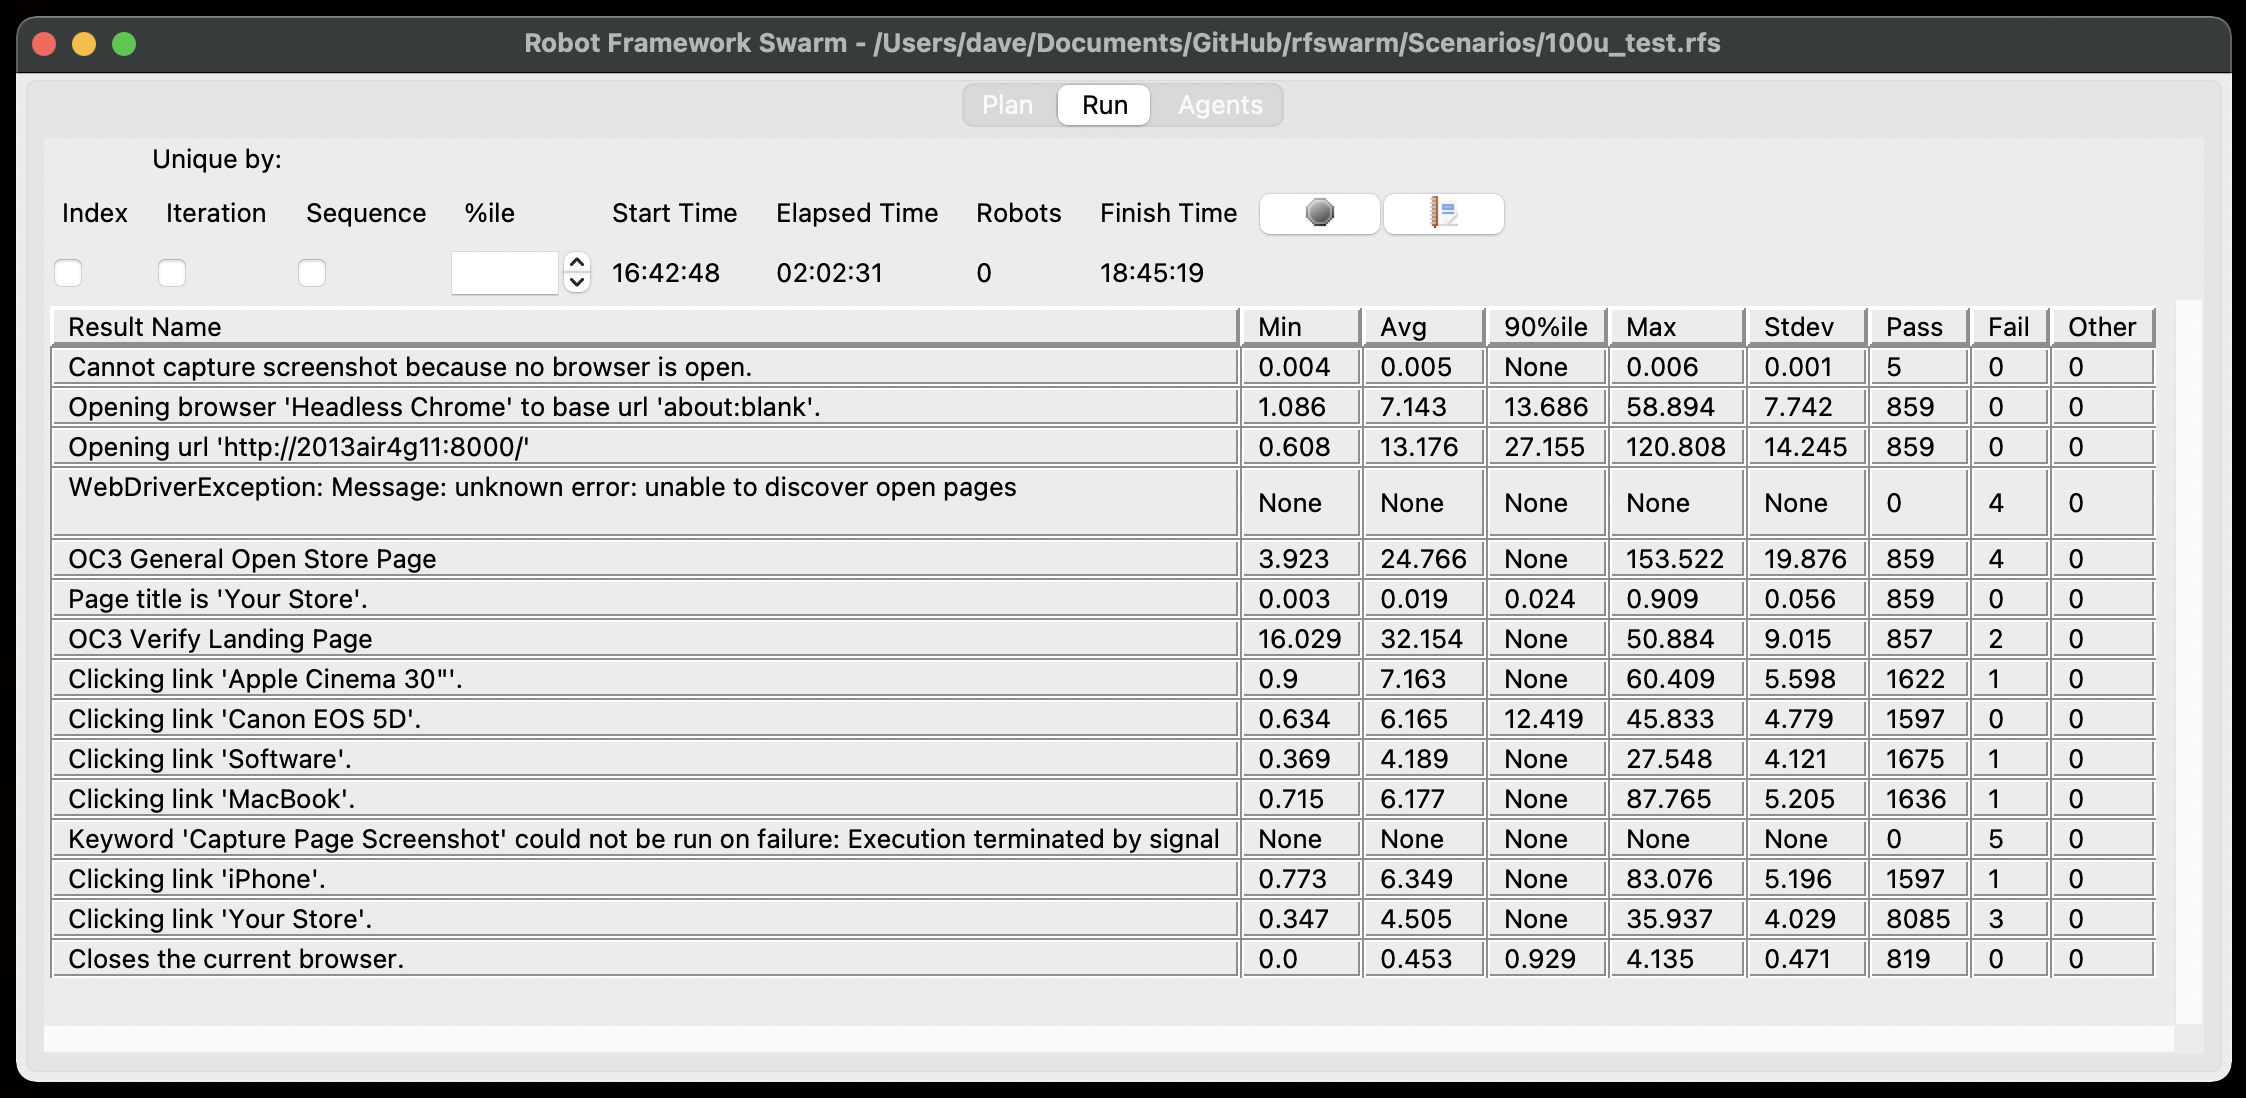 Robot Framework Swarm - /Users/dave/Documents/GitHub/rfswarm/Scenarios/100u_test.rfs
Plan Run Agents
Unique by:
Index Iteration Sequence %ile Start Time Elapsed Time Robots Finish Time
16:42:48 02:02:31 0 18:45:19
Result Name Min Avg 90%ile Max Stdev Pass Fail Other
Cannot capture screenshot because no browser is open. 0.004 0.005 None 0.006 0.001 5 0 0
Opening browser 'Headless Chrome' to base url 'about:blank'. 1.086 7.143 13.686 58.894 7.742 859 0 0
Opening url 'http://2013air4g11:8000/' 0.608 13.176 27.155 120.808 14.245 859 0 0
WebDriverException: Message: unknown error: unable to discover open pages None None None None None 0 4 0
OC3 General Open Store Page 3.923 24.766 None 153.522 19.876 859 4 0
Page title is 'Your Store'. 0.003 0.019 0.024 0.909 0.056 859 0 0
OC3 Verify Landing Page 16.029 32.154 None 50.884 9.015 857 2 0
Clicking link 'Apple Cinema 30"'. 0.9 7.163 None 60.409 5.598 1622 1 0
Clicking link 'Canon EOS 5D'. 0.634 6.165 12.419 45.833 4.779 1597 0 0
Clicking link 'Software'. 0.369 4.189 None 27.548 4.121 1675 1 0
Clicking link 'MacBook'. 0.715 6.177 None 87.765 5.205 1636 1 0
Keyword 'Capture Page Screenshot' could not be run on failure: Execution terminated by signal None None None None None 0 5 0
Clicking link 'iPhone'. 0.773 6.349 None 83.076 5.196 1597 1 0
Clicking link 'Your Store'. 0.347 4.505 None 35.937 4.029 8085 3 0
Closes the current browser. 0.0 0.453 0.929 4.135 0.471 819 0 0